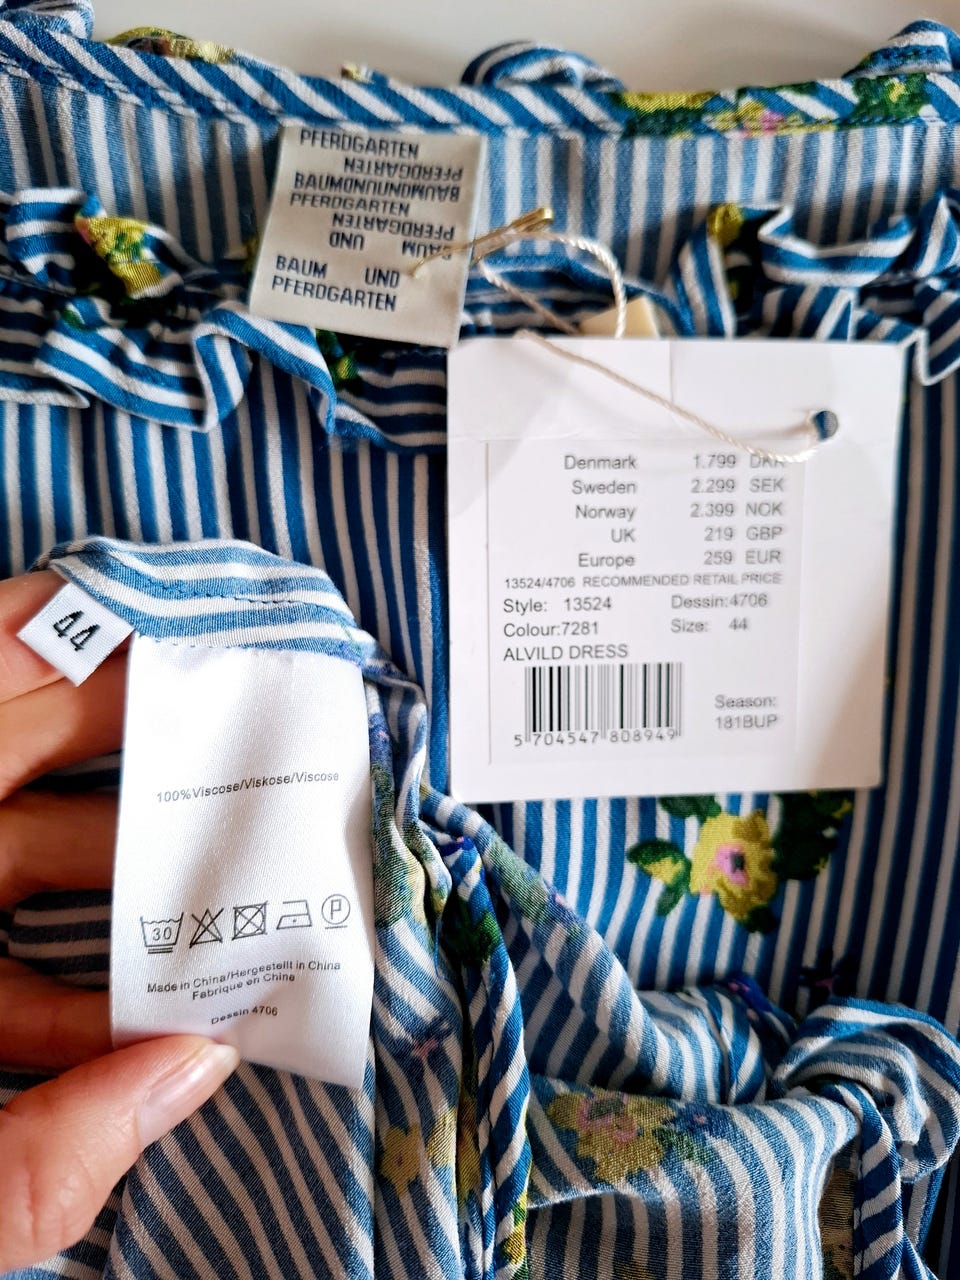 PFERDGARTEN
PFERDGARTEN
BAUMONUNUNDMUAB
PFERDGARTEN
PFERDGARTEN
BAUM UND
BAUM UND
PFERDGARTEN
Denmark 1.799 DKK
Sweden 2.299 SEK
Norway 2.399 NOK
UK 219 GBP
Europe 259 EUR
13524/4706 RECOMMENDED RETAIL PRICE
Style: 13524 Dessin:4706
Colour:7281 Size: 44
ALVILD DRESS
Season:
181BUP
5 704547 808949
44
100%Viscose/Viskose/Viscose
30 P
Made in China/Hergestellt in China
Fabrique en Chine
Dessin 4706